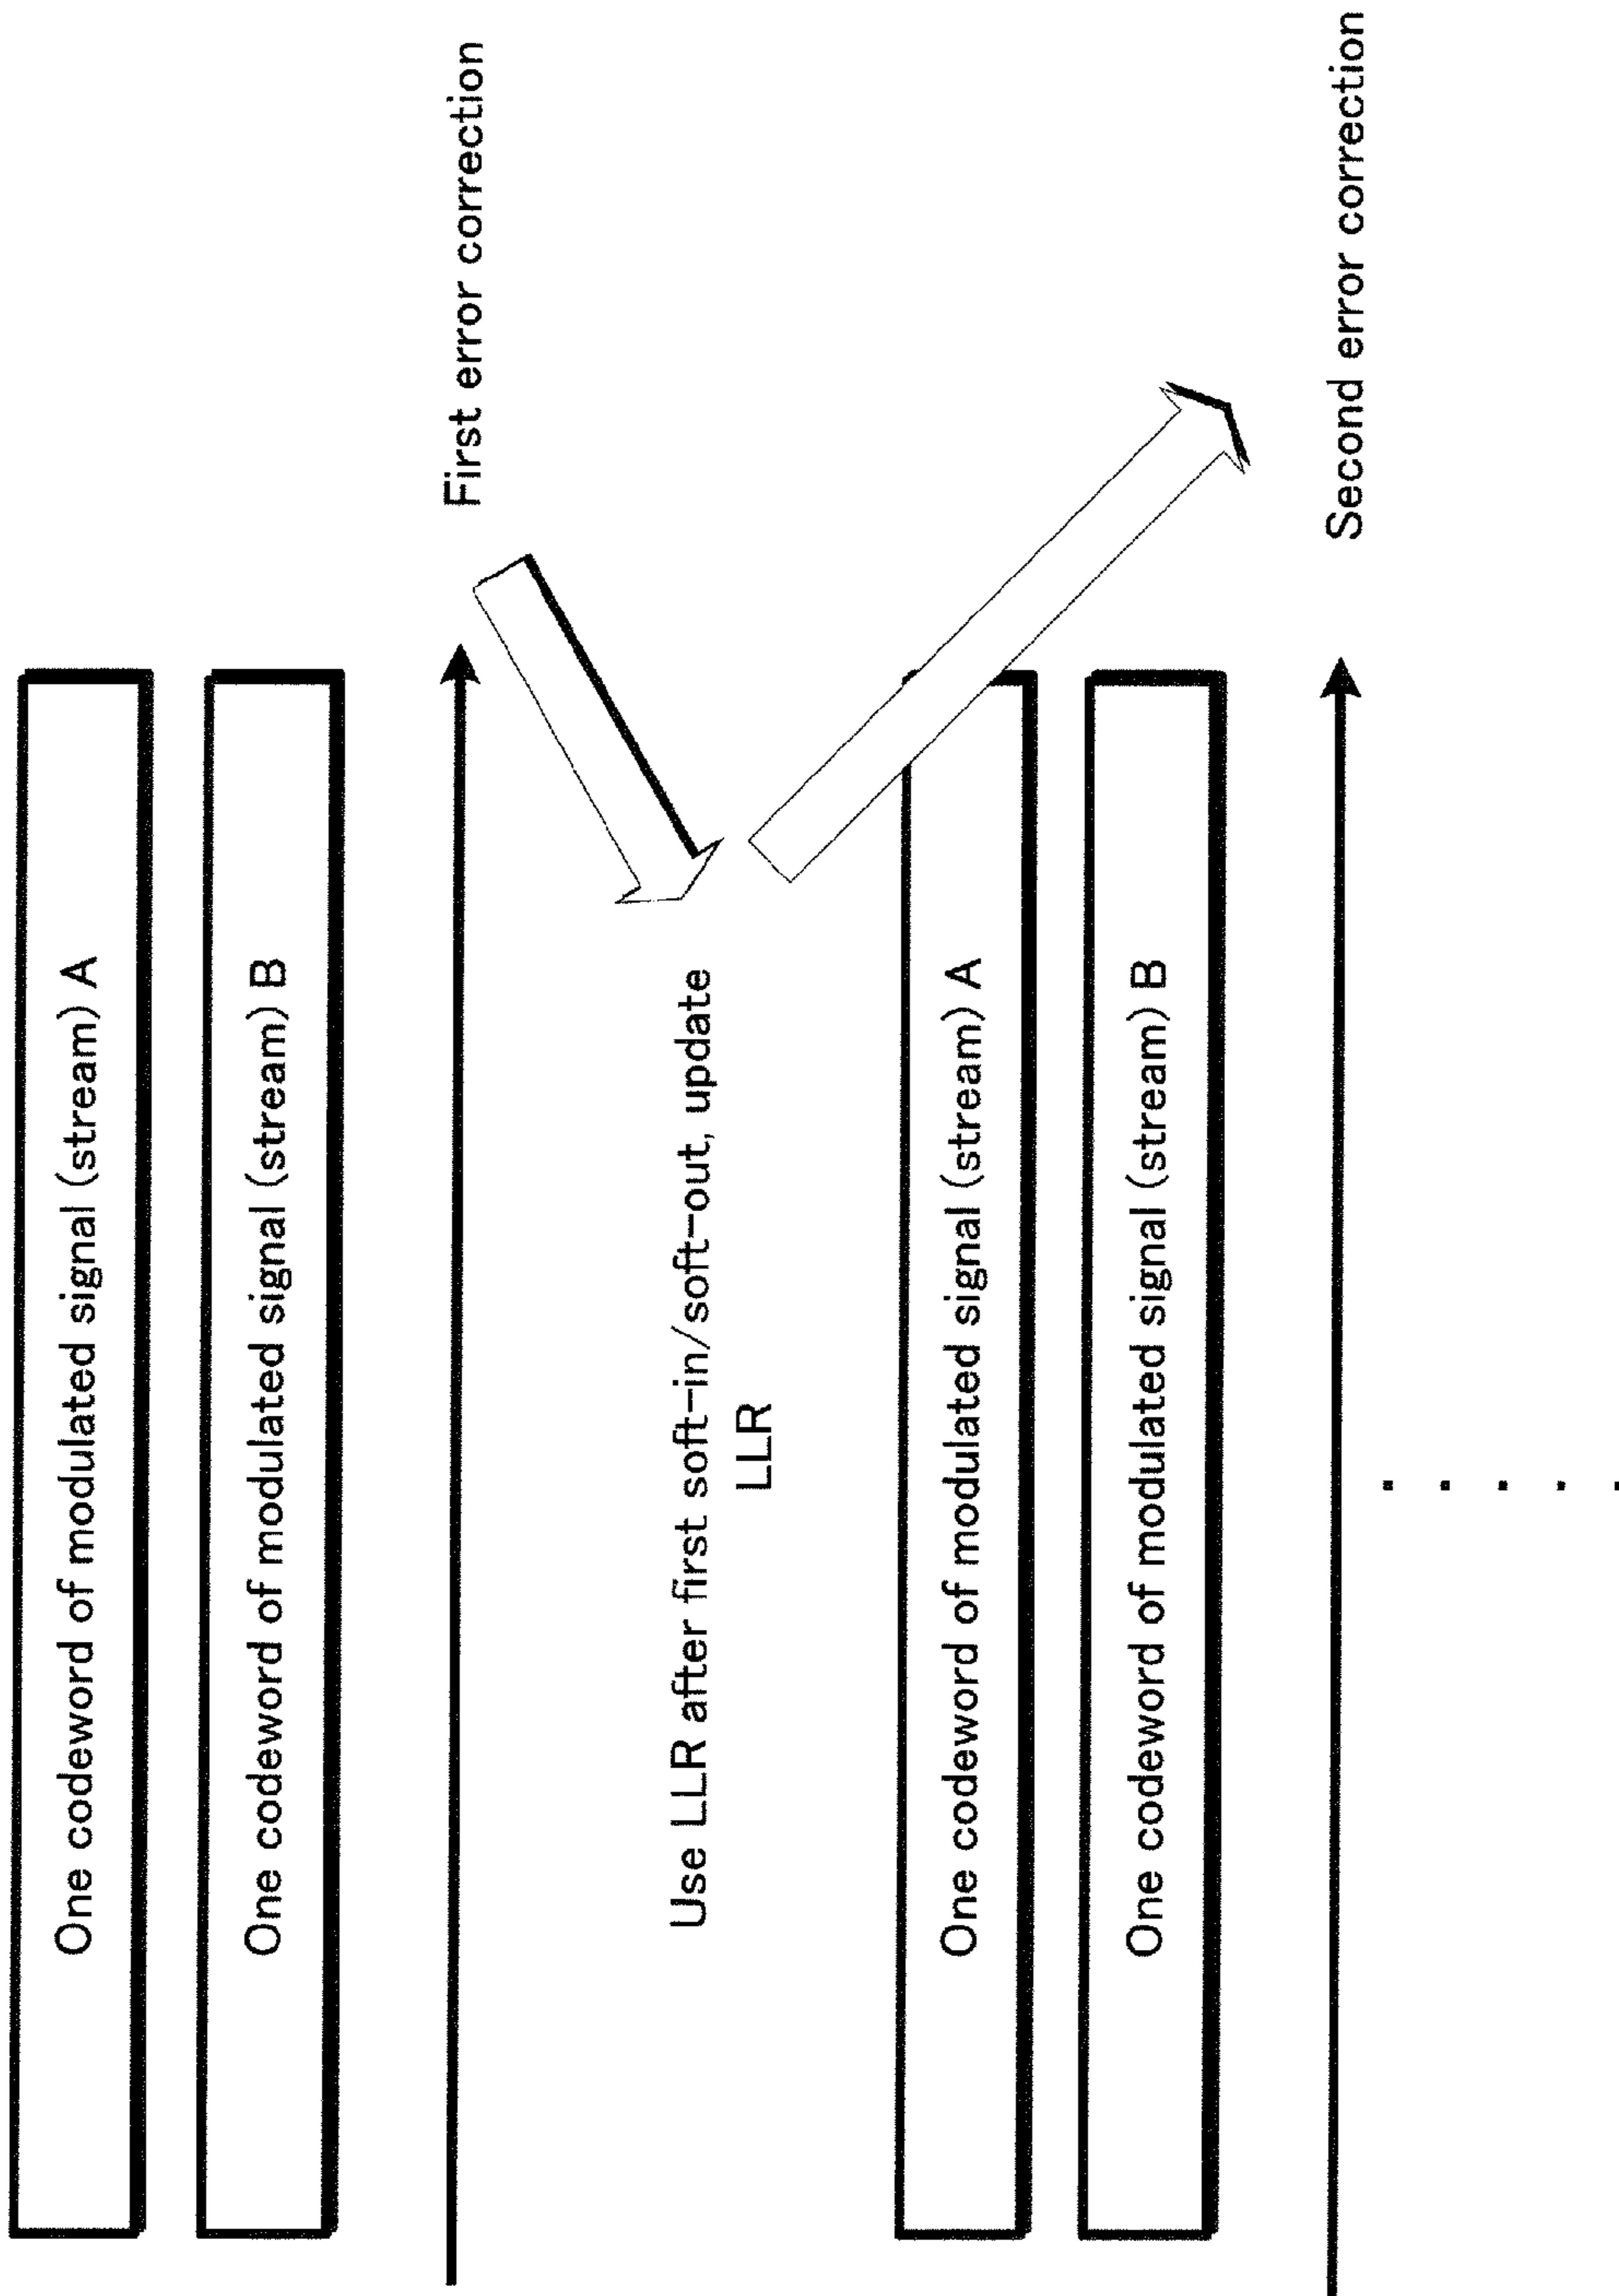 One codeword of modulated signal (stream) A
One codeword of modulated signal (stream) B
First error correction
Use LLR after first soft-in/soft-out, update
LLR
One codeword of modulated signal (stream) A
One codeword of modulated signal (stream) B
Second error correction